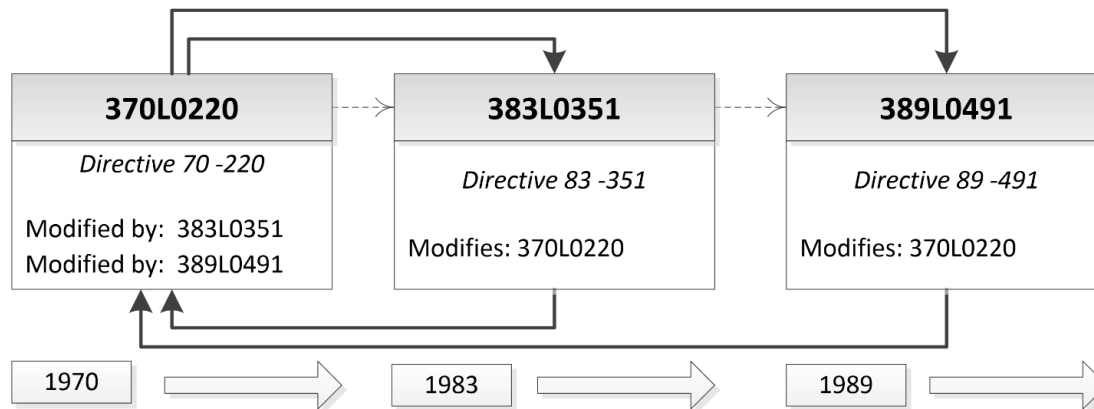 370L0220
383L0351
389L0491
Directive 70 -220
Directive 83 -351
Directive 89 -491
Modified by: 383L0351
Modified by: 389L0491
Modifies: 370L0220
Modifies: 370L0220
1970
1983
1989